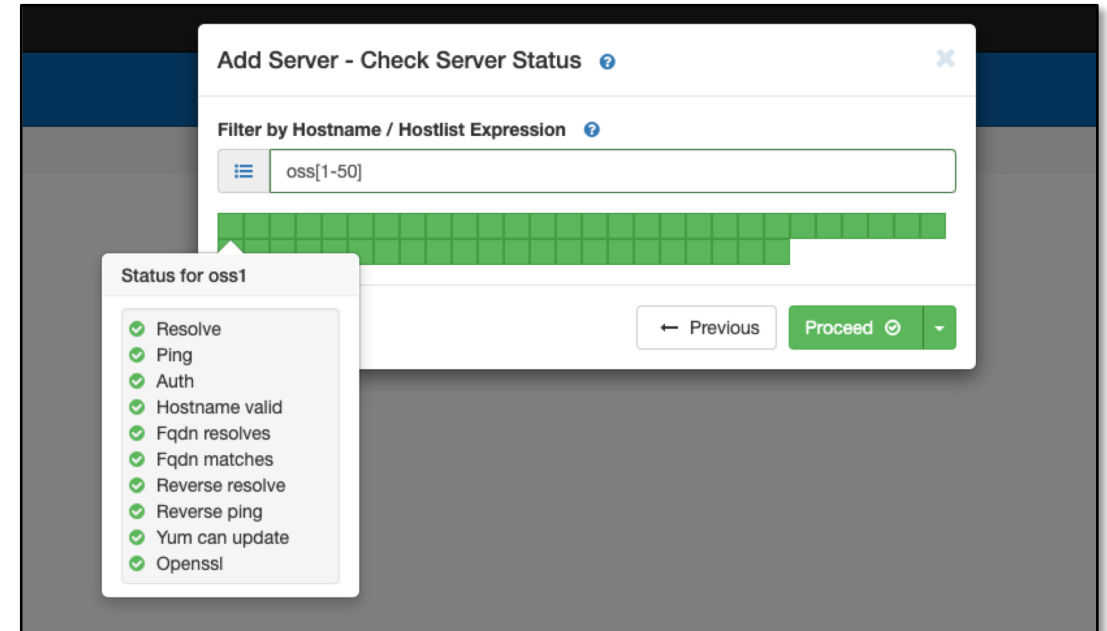 Add Server - Check Server Status
Filter by Hostname / Hostlist Expression
oss[1-50]
Status for oss1
Resolve
Ping
Auth
Hostname valid
Fqdn resolves
Fqdn matches
Reverse resolve
Reverse ping
Yum can update
Openssl
← Previous
Proceed